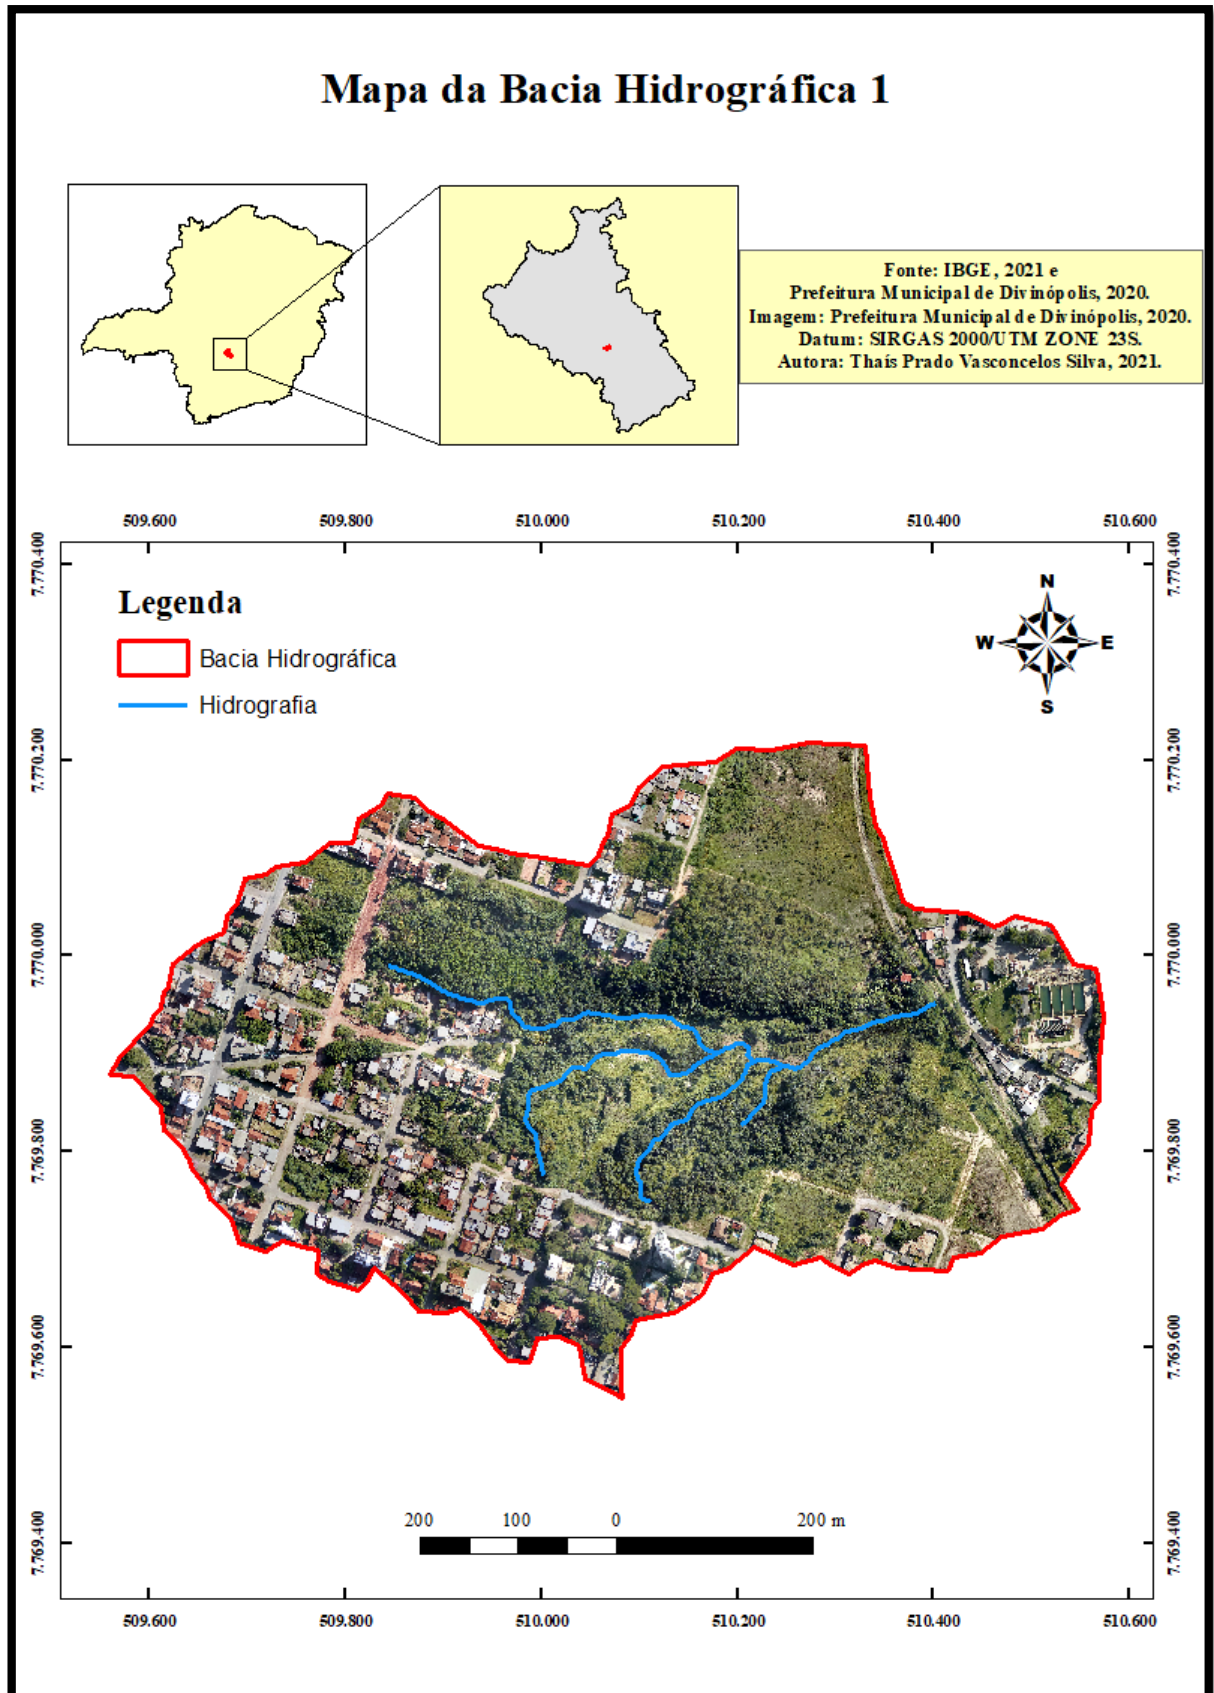 Mapa da Bacia Hidrográfica 1
Fonte: IBGE, 2021 e
Prefeitura Municipal de Divinópolis, 2020.
Imagem: Prefeitura Municipal de Divinópolis, 2020.
Datum: SIRGAS 2000/UTM ZONE 23S.
Autora: Thaís Prado Vasconcelos Silva, 2021.
509.600 509.800 510.000 510.200 510.400 510.600
7.770.400 7.770.400
Legenda
Bacia Hidrográfica
Hidrografia
N
W E
S
7.770.200 7.770.200
7.770.000 7.770.000
7.769.800 7.769.800
7.769.600 7.769.600
200 100 0 200 m
7.769.400 7.769.400
509.600 509.800 510.000 510.200 510.400 510.600